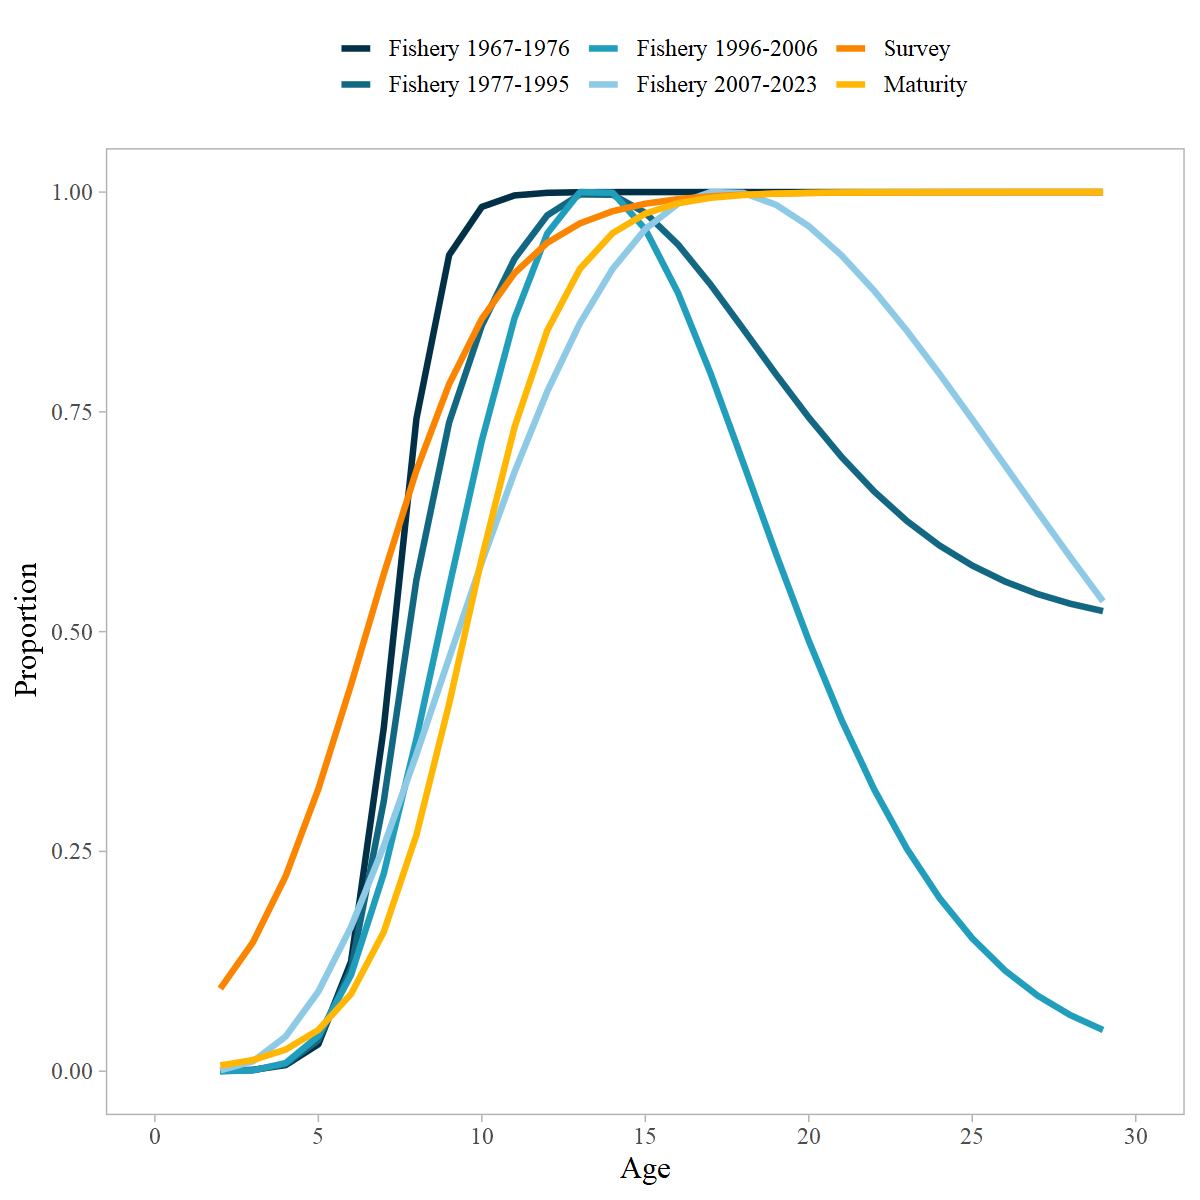 Fishery 1967-1976 Fishery 1996-2006 Survey
Fishery 1977-1995 Fishery 2007-2023 Maturity
1.00
0.75
0.50
0.25
0.00
Proportion
0 5 10 15 20 25 30
Age